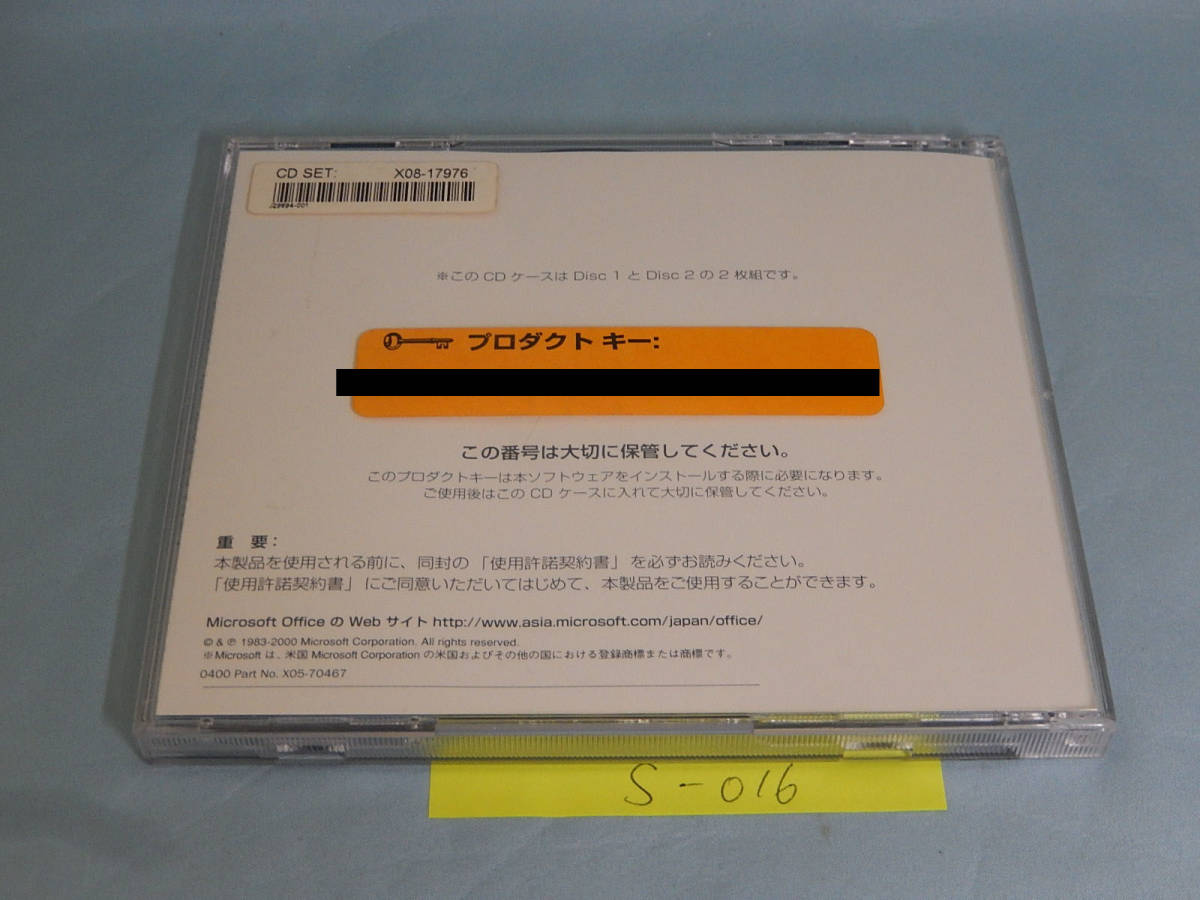 CD SET: X08-17976
J29694-001
※このCDケースはDisc 1とDisc 2の2枚組です。
プロダクト キー:
この番号は大切に保管してください。
このプロダクトキーは本ソフトウェアをインストールする際に必要になります。
ご使用後はこのCDケースに入れて大切に保管してください。
重 要:
本製品を使用される前に、同封の「使用許諾契約書」を必ずお読みください。
「使用許諾契約書」にご同意いただいてはじめて、本製品をご使用することができます。
Microsoft Office の Web サイト http://www.asia.microsoft.com/japan/office/
© & ℗ 1983-2000 Microsoft Corporation. All rights reserved.
※Microsoft は、米国 Microsoft Corporation の米国およびその他の国における登録商標または商標です。
0400 Part No. X05-70467
S-016